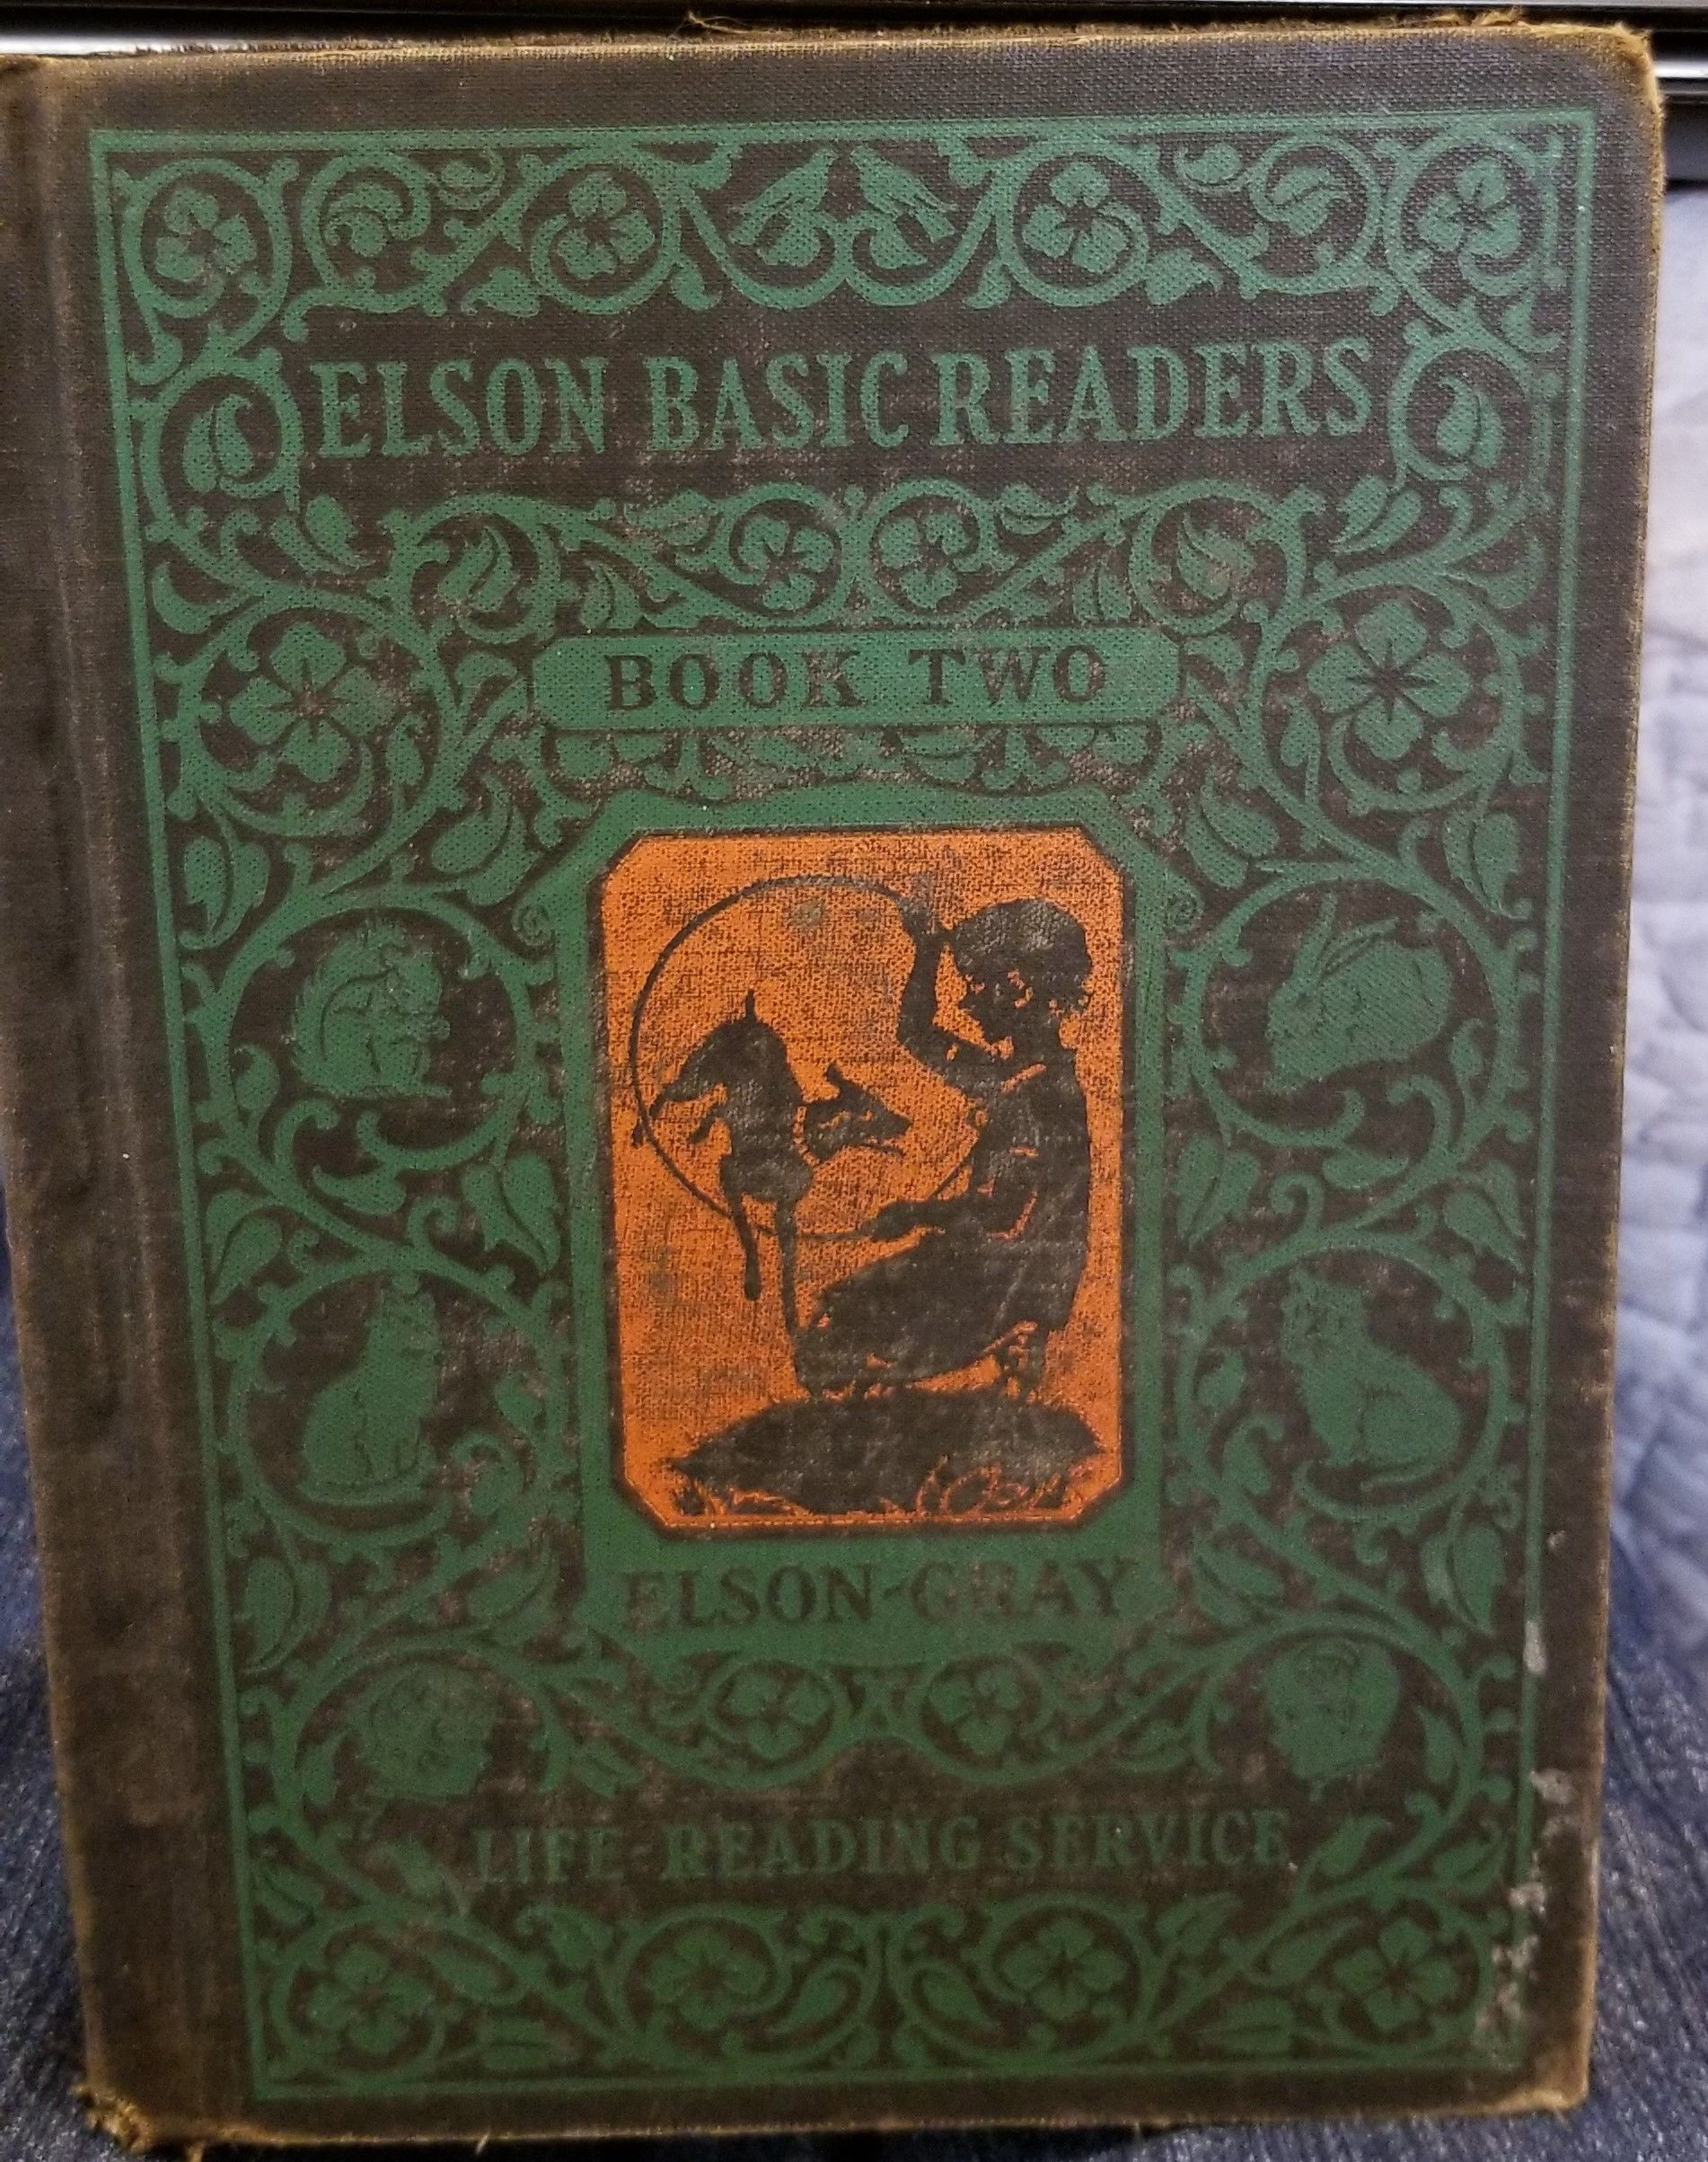 ELSON BASIC READERS
BOOK TWO
ELSON-GRAY
LIFE-READING SERVICE